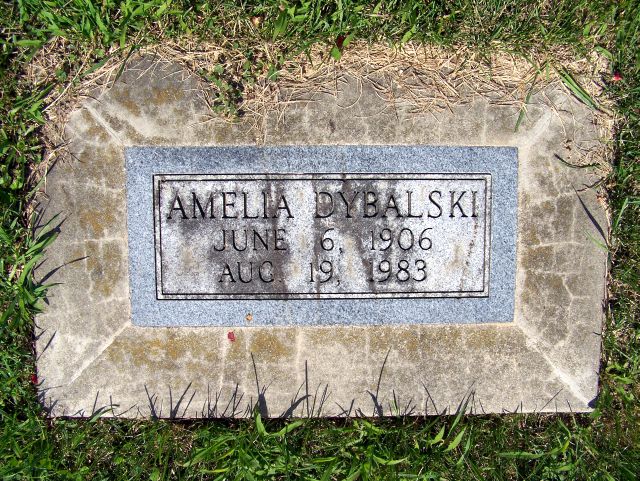 AMELIA DYBALSKI
JUNE 6, 1906
AUG 19, 1983